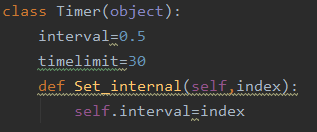 class Timer(object):
    interval=0.5
    timelimit=30
    def Set_internal(self,index):
        self.interval=index